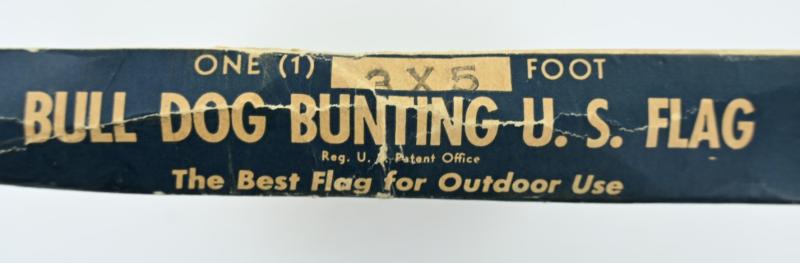 ONE (1) 3X5 FOOT
BULL DOG BUNTING U. S. FLAG
Reg. U. Patent Office
The Best Flag for Outdoor Use